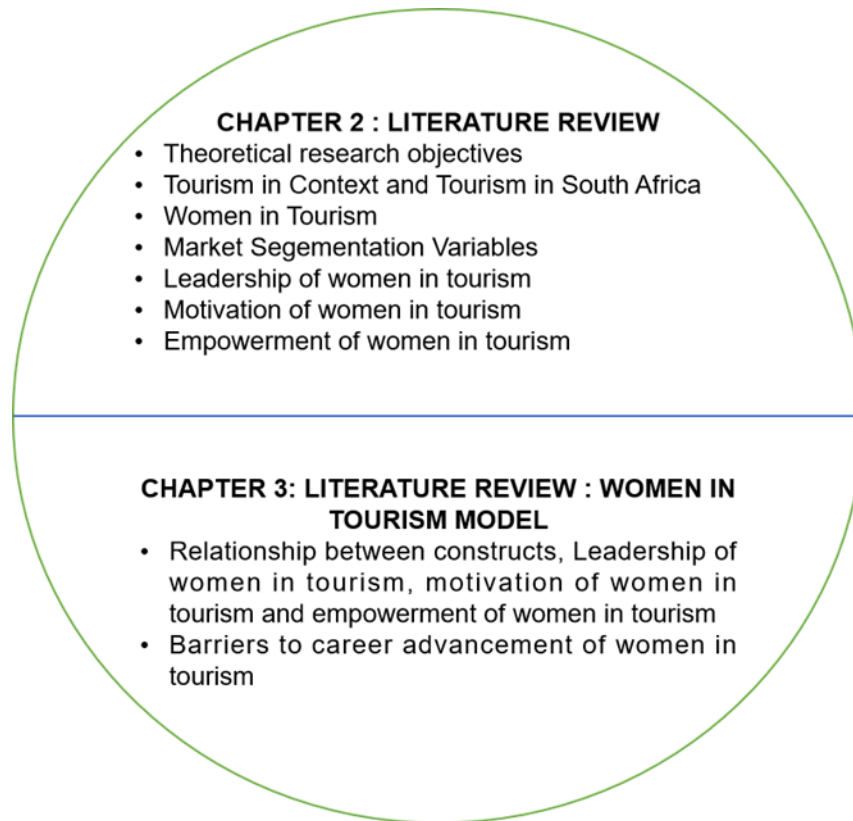 CHAPTER 2 : LITERATURE REVIEW
• Theoretical research objectives
• Tourism in Context and Tourism in South Africa
• Women in Tourism
• Market Segementation Variables
• Leadership of women in tourism
• Motivation of women in tourism
• Empowerment of women in tourism
CHAPTER 3: LITERATURE REVIEW : WOMEN IN
TOURISM MODEL
• Relationship between constructs, Leadership of
women in tourism, motivation of women in
tourism and empowerment of women in tourism
• Barriers to career advancement of women in
tourism